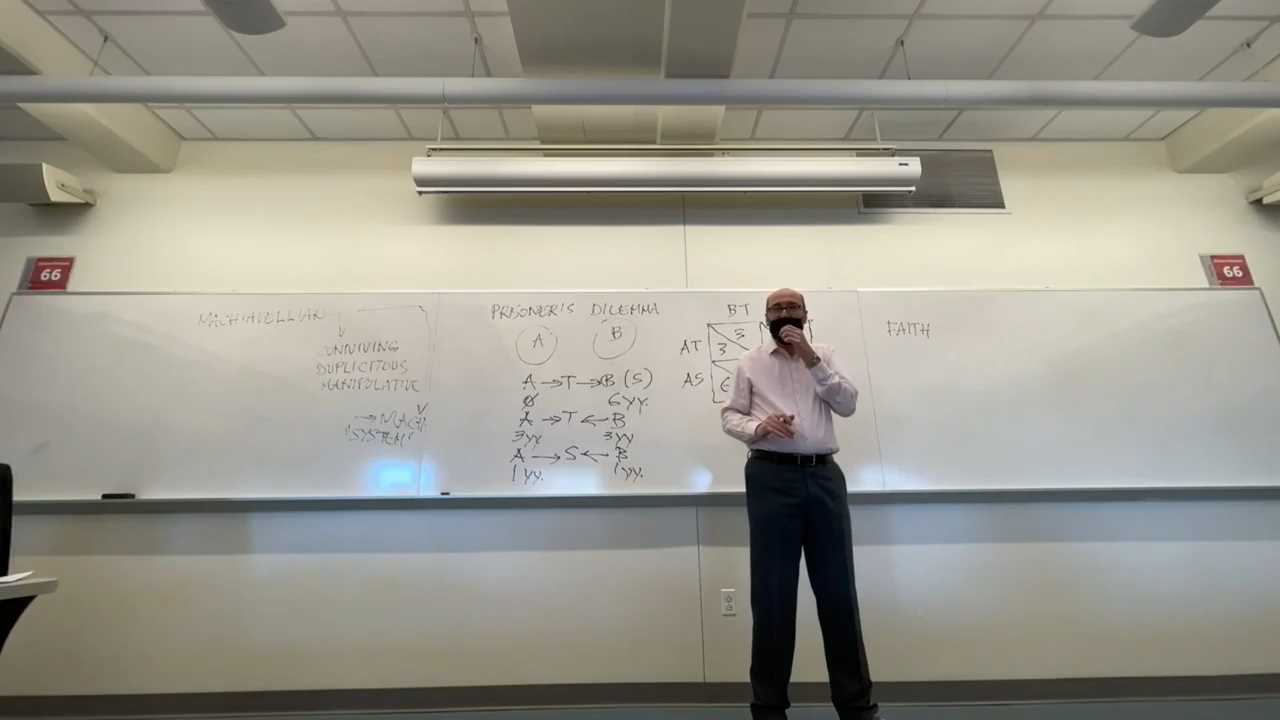 66
66
MACHIAVELLIAN
CONNIVING
DUPLICITOUS
MANIPULATIVE
→ MACH
"SYSTEM"
PRISONER'S DILEMMA
A B
A → T → B (S)
0 6 yy.
A → T ← B
3 yy 3 yy
A → S ← B
1 yy. 1 yy.
BT
AT 3 3
AS 6
FAITH